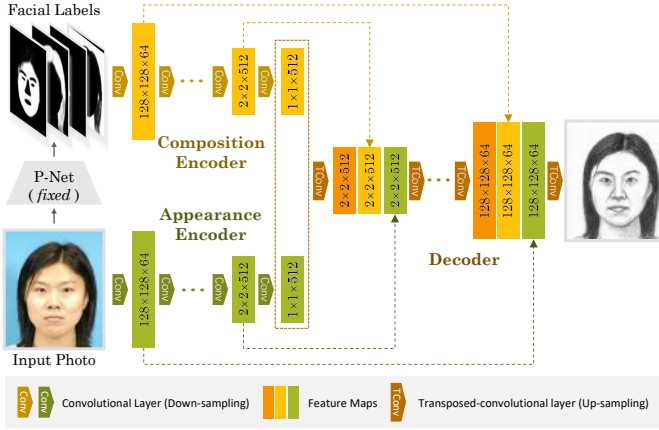 Facial Labels
Conv
128×128×64
Conv
2×2×512
Conv
1×1×512
Composition
Encoder
P-Net
(fixed)
TConv
2×2×512
2×2×512
2×2×512
TConv
128×128×64
128×128×64
128×128×64
TConv
Appearance
Encoder
Decoder
Conv
128×128×64
Conv
2×2×512
Conv
1×1×512
Input Photo
Conv
Conv
Convolutional Layer (Down-sampling)
Feature Maps
TConv
Transposed-convolutional layer (Up-sampling)